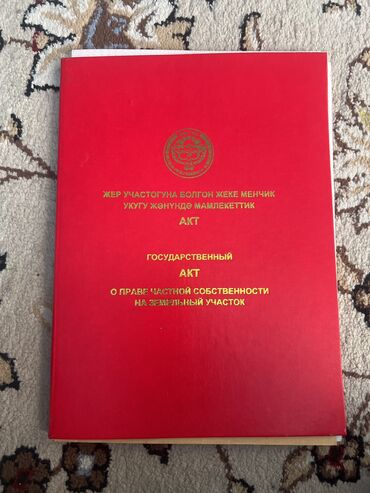 ЖЕР УЧАСТОГУНА БОЛГОН ЖЕКЕ МЕНЧИК
УКУГУ ЖӨНҮНДӨ МАМЛЕКЕТТИК
АКТ
ГОСУДАРСТВЕННЫЙ
АКТ
О ПРАВЕ ЧАСТНОЙ СОБСТВЕННОСТИ
НА ЗЕМЕЛЬНЫЙ УЧАСТОК